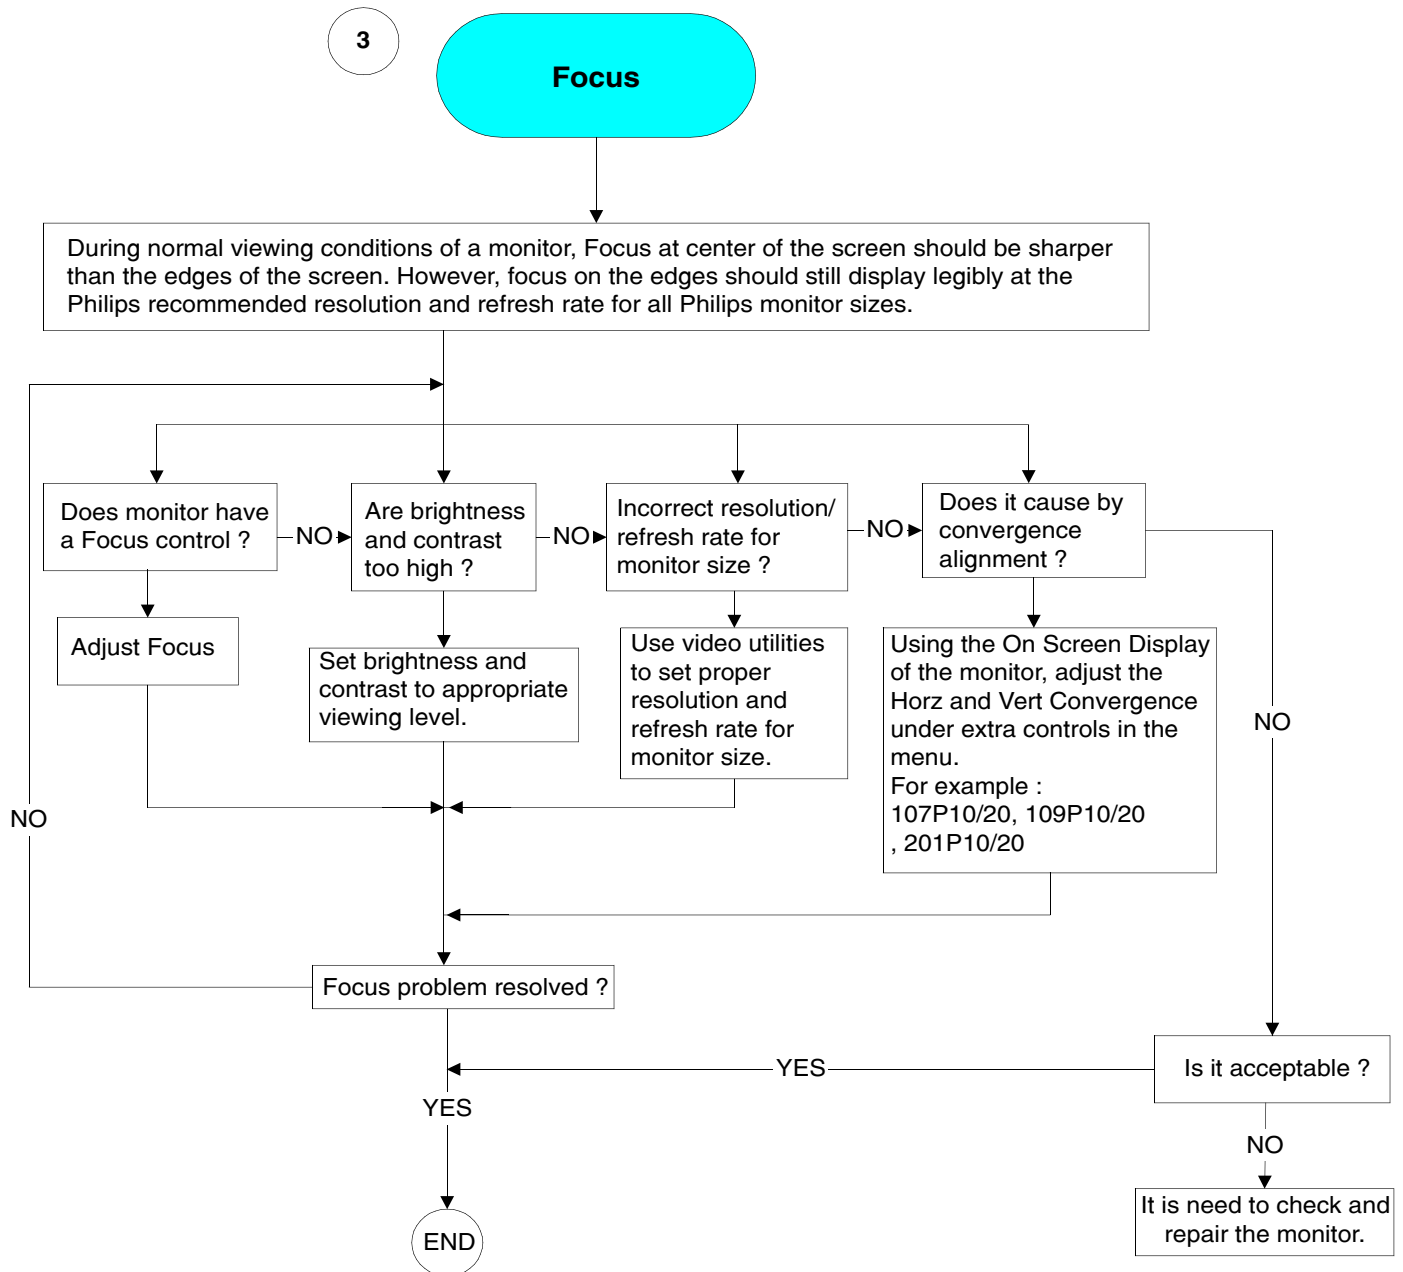 3
Focus
During normal viewing conditions of a monitor, Focus at center of the screen should be sharper
than the edges of the screen. However, focus on the edges should still display legibly at the
Philips recommended resolution and refresh rate for all Philips monitor sizes.
Does monitor have
a Focus control ?
NO
Are brightness
and contrast
too high ?
NO
Incorrect resolution/
refresh rate for
monitor size ?
NO
Does it cause by
convergence
alignment ?
Adjust Focus
Set brightness and
contrast to appropriate
viewing level.
Use video utilities
to set proper
resolution and
refresh rate for
monitor size.
Using the On Screen Display
of the monitor, adjust the
Horz and Vert Convergence
under extra controls in the
menu.
For example :
107P10/20, 109P10/20
, 201P10/20
NO
NO
Focus problem resolved ?
YES
Is it acceptable ?
YES
NO
It is need to check and
repair the monitor.
END